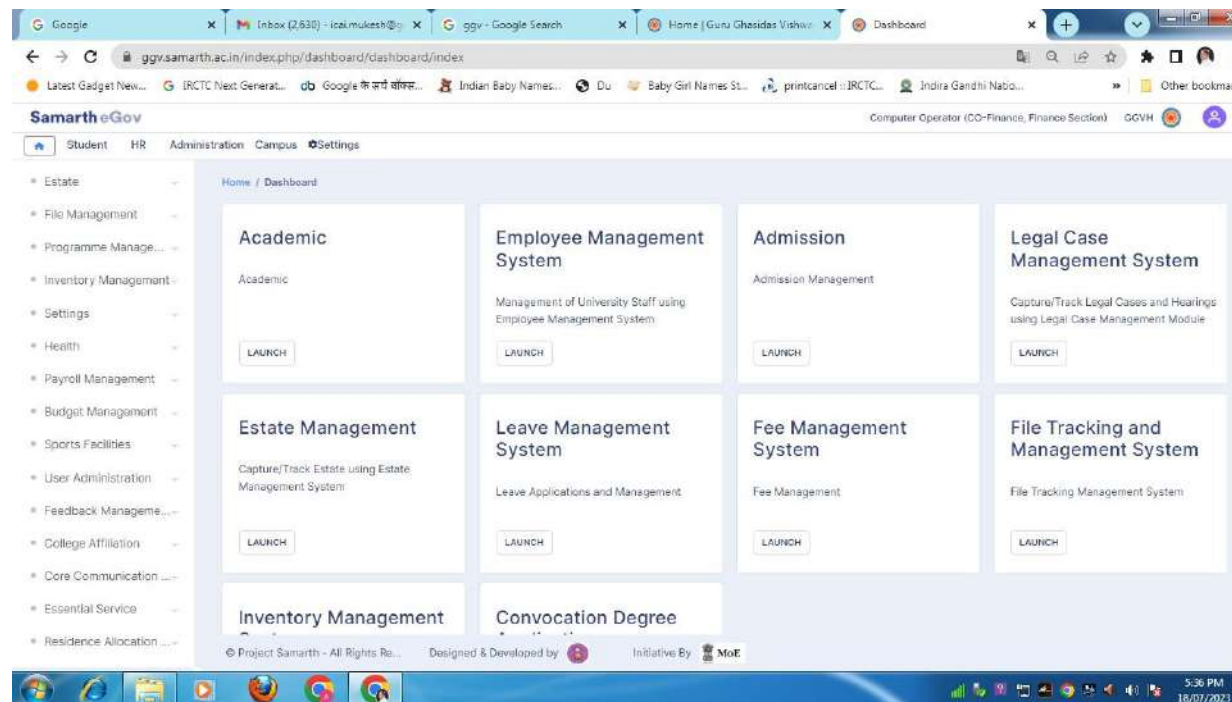 Google
Inbox (2,630) - icai.mukesh@g
ggv - Google Search
Home | Guru Ghasidas Vishwa
Dashboard
ggv.samarth.ac.in/index.php/dashboard/dashboard/index
Latest Gadget New...
IRCTC Next Generat...
Google के सर्च बॉक्स...
Indian Baby Names...
Du
Baby Girl Names St...
printcancel :: IRCTC...
Indira Gandhi Natio...
»
Other bookma
Samarth eGov
Computer Operator (CO-Finance, Finance Section)
GGVH
Student HR Administration Campus Settings
Estate
File Management
Programme Manage...
Inventory Management
Settings
Health
Payroll Management
Budget Management
Sports Facilities
User Administration
Feedback Manageme...
College Affiliation
Core Communication ...
Essential Service
Residence Allocation ...
Home / Dashboard
Academic
Academic
LAUNCH
Employee Management
System
Management of University Staff using
Employee Management System
LAUNCH
Admission
Admission Management
LAUNCH
Legal Case
Management System
Capture/Track Legal Cases and Hearings
using Legal Case Management Module
LAUNCH
Estate Management
Capture/Track Estate using Estate
Management System
LAUNCH
Leave Management
System
Leave Applications and Management
LAUNCH
Fee Management
System
Fee Management
LAUNCH
File Tracking and
Management System
File Tracking Management System
LAUNCH
Inventory Management
Convocation Degree
© Project Samarth - All Rights Re...
Designed & Developed by
Initiative By
MoE
5:36 PM
18/07/2023